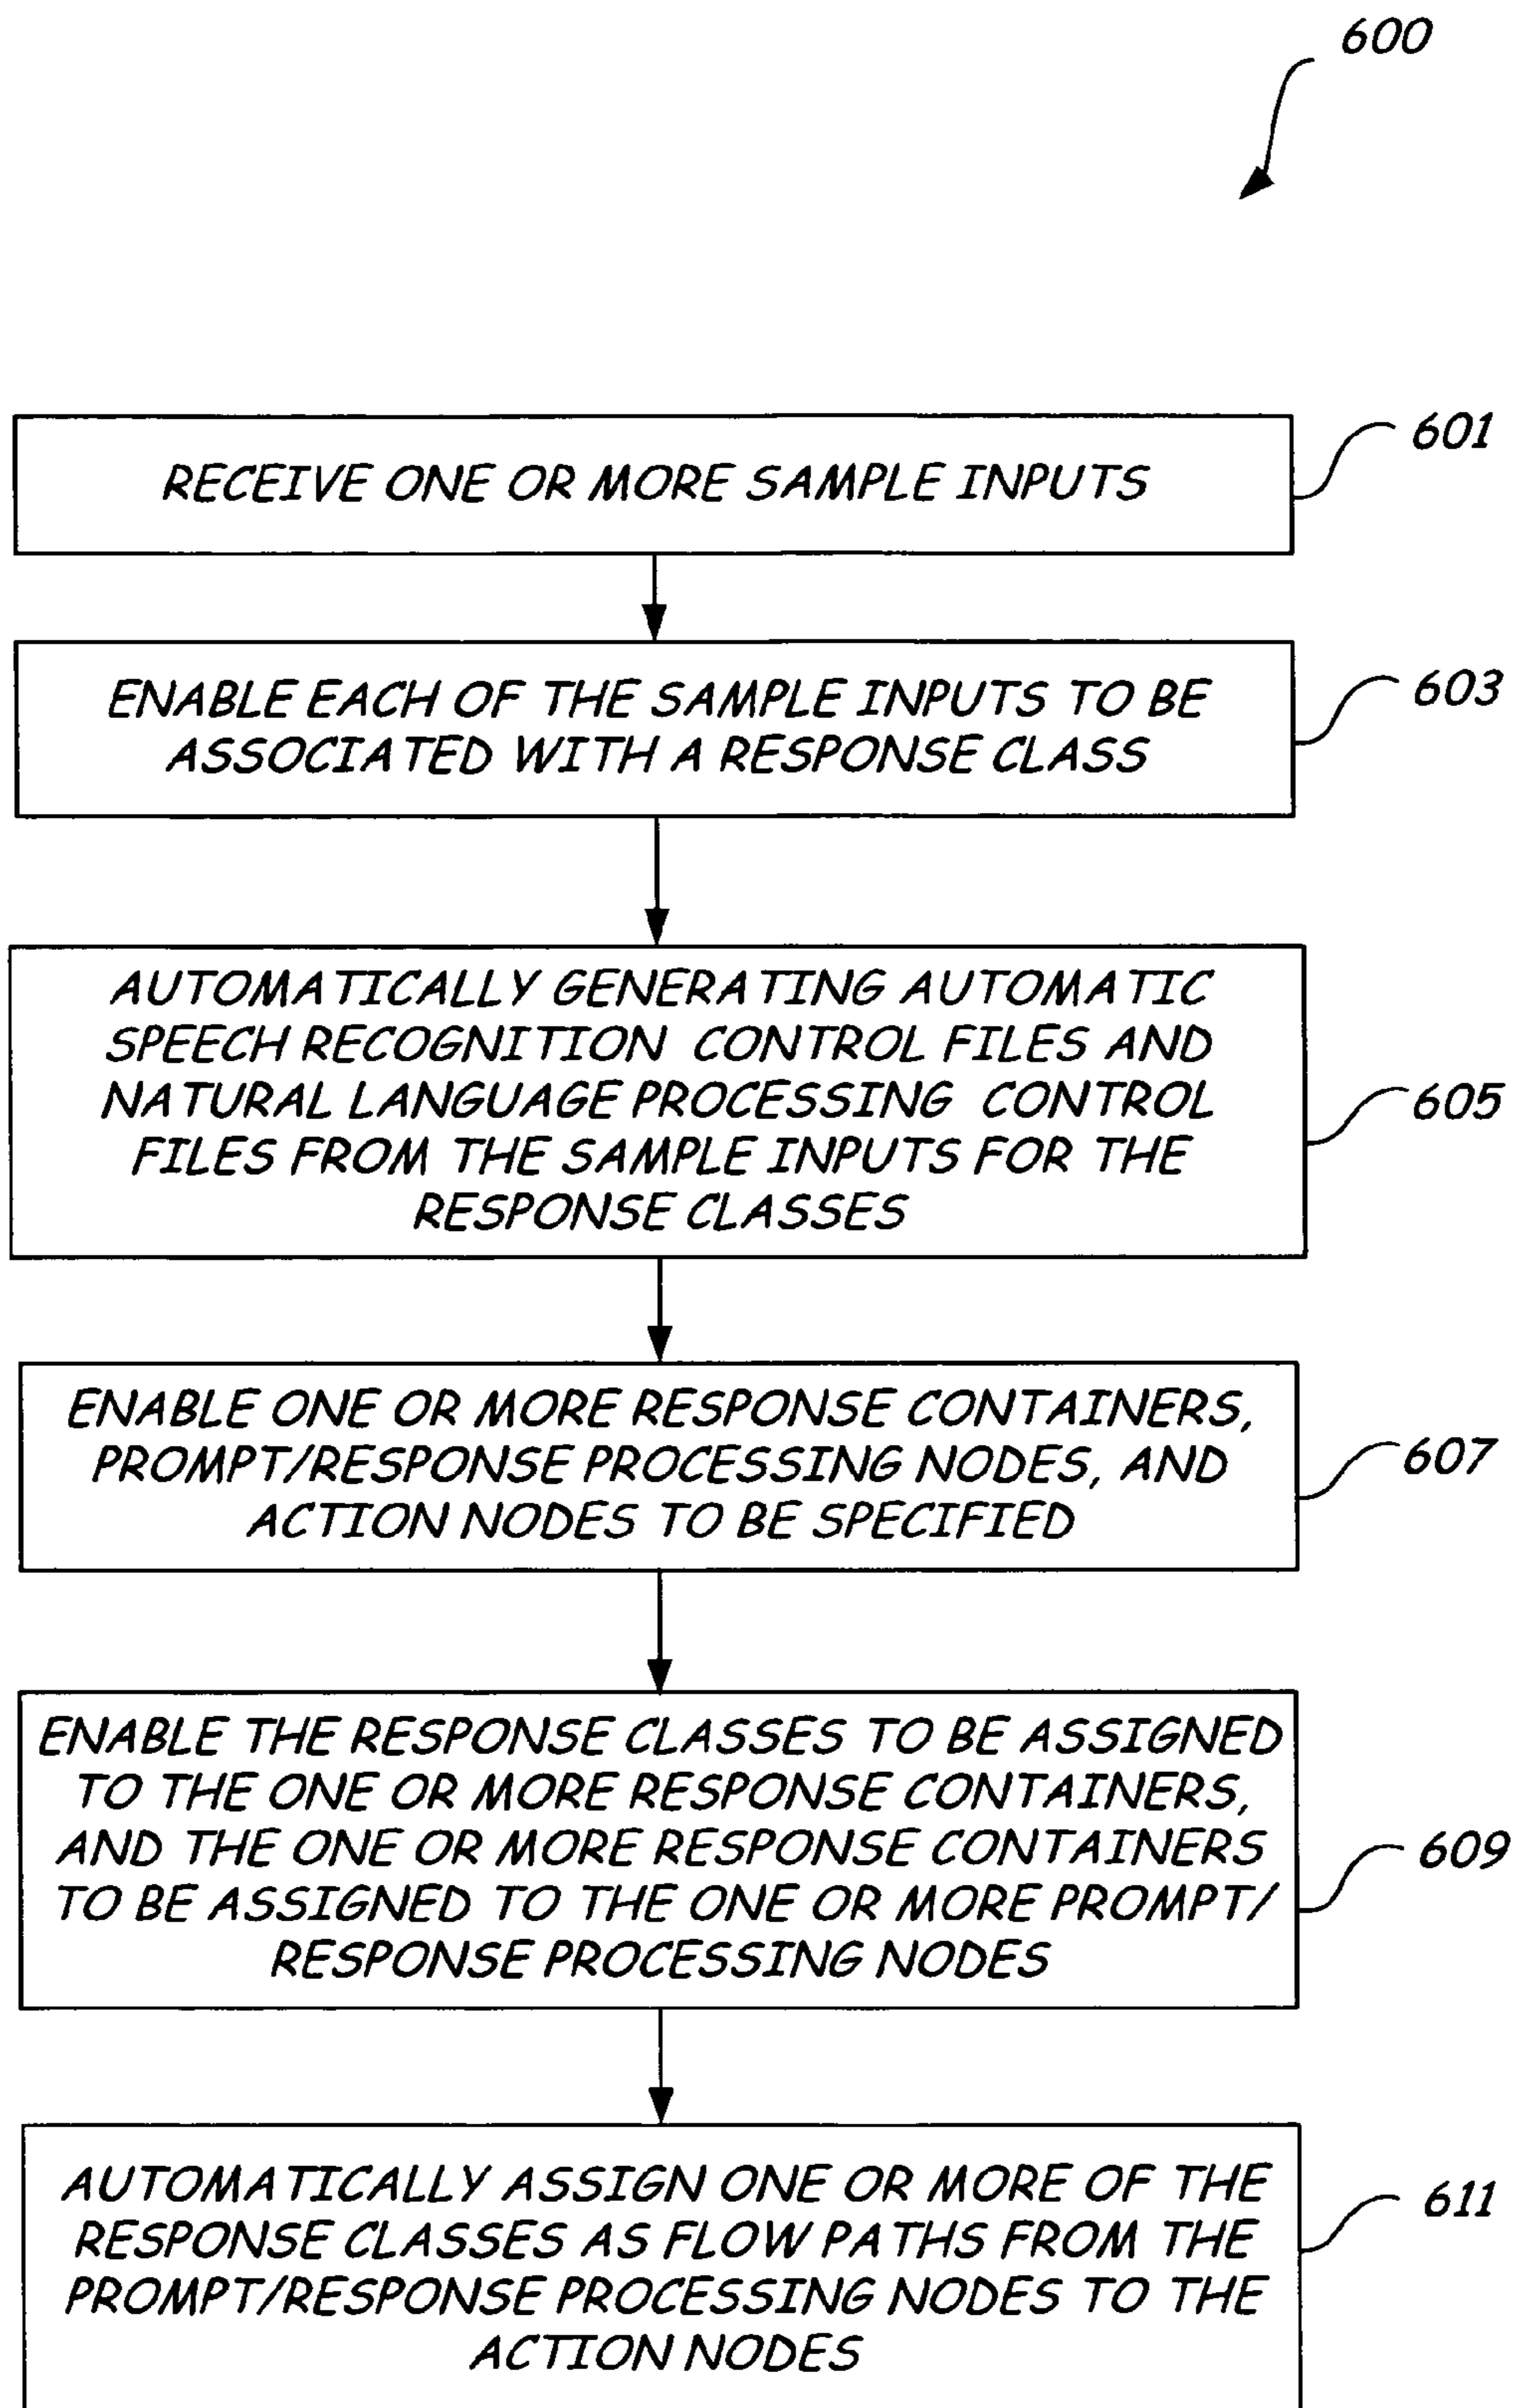 600
RECEIVE ONE OR MORE SAMPLE INPUTS
601
ENABLE EACH OF THE SAMPLE INPUTS TO BE
ASSOCIATED WITH A RESPONSE CLASS
603
AUTOMATICALLY GENERATING AUTOMATIC
SPEECH RECOGNITION CONTROL FILES AND
NATURAL LANGUAGE PROCESSING CONTROL
FILES FROM THE SAMPLE INPUTS FOR THE
RESPONSE CLASSES
605
ENABLE ONE OR MORE RESPONSE CONTAINERS,
PROMPT/RESPONSE PROCESSING NODES, AND
ACTION NODES TO BE SPECIFIED
607
ENABLE THE RESPONSE CLASSES TO BE ASSIGNED
TO THE ONE OR MORE RESPONSE CONTAINERS,
AND THE ONE OR MORE RESPONSE CONTAINERS
TO BE ASSIGNED TO THE ONE OR MORE PROMPT/
RESPONSE PROCESSING NODES
609
AUTOMATICALLY ASSIGN ONE OR MORE OF THE
RESPONSE CLASSES AS FLOW PATHS FROM THE
PROMPT/RESPONSE PROCESSING NODES TO THE
ACTION NODES
611